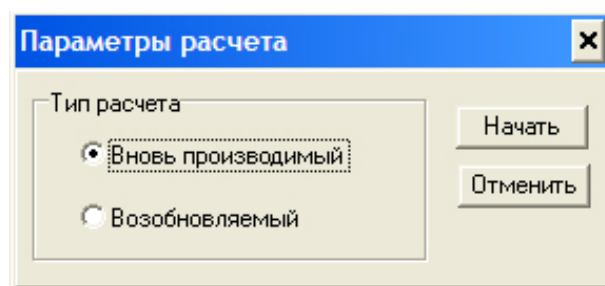 Параметры расчета
Тип расчета
Вновь производимый
Возобновляемый
Начать
Отменить